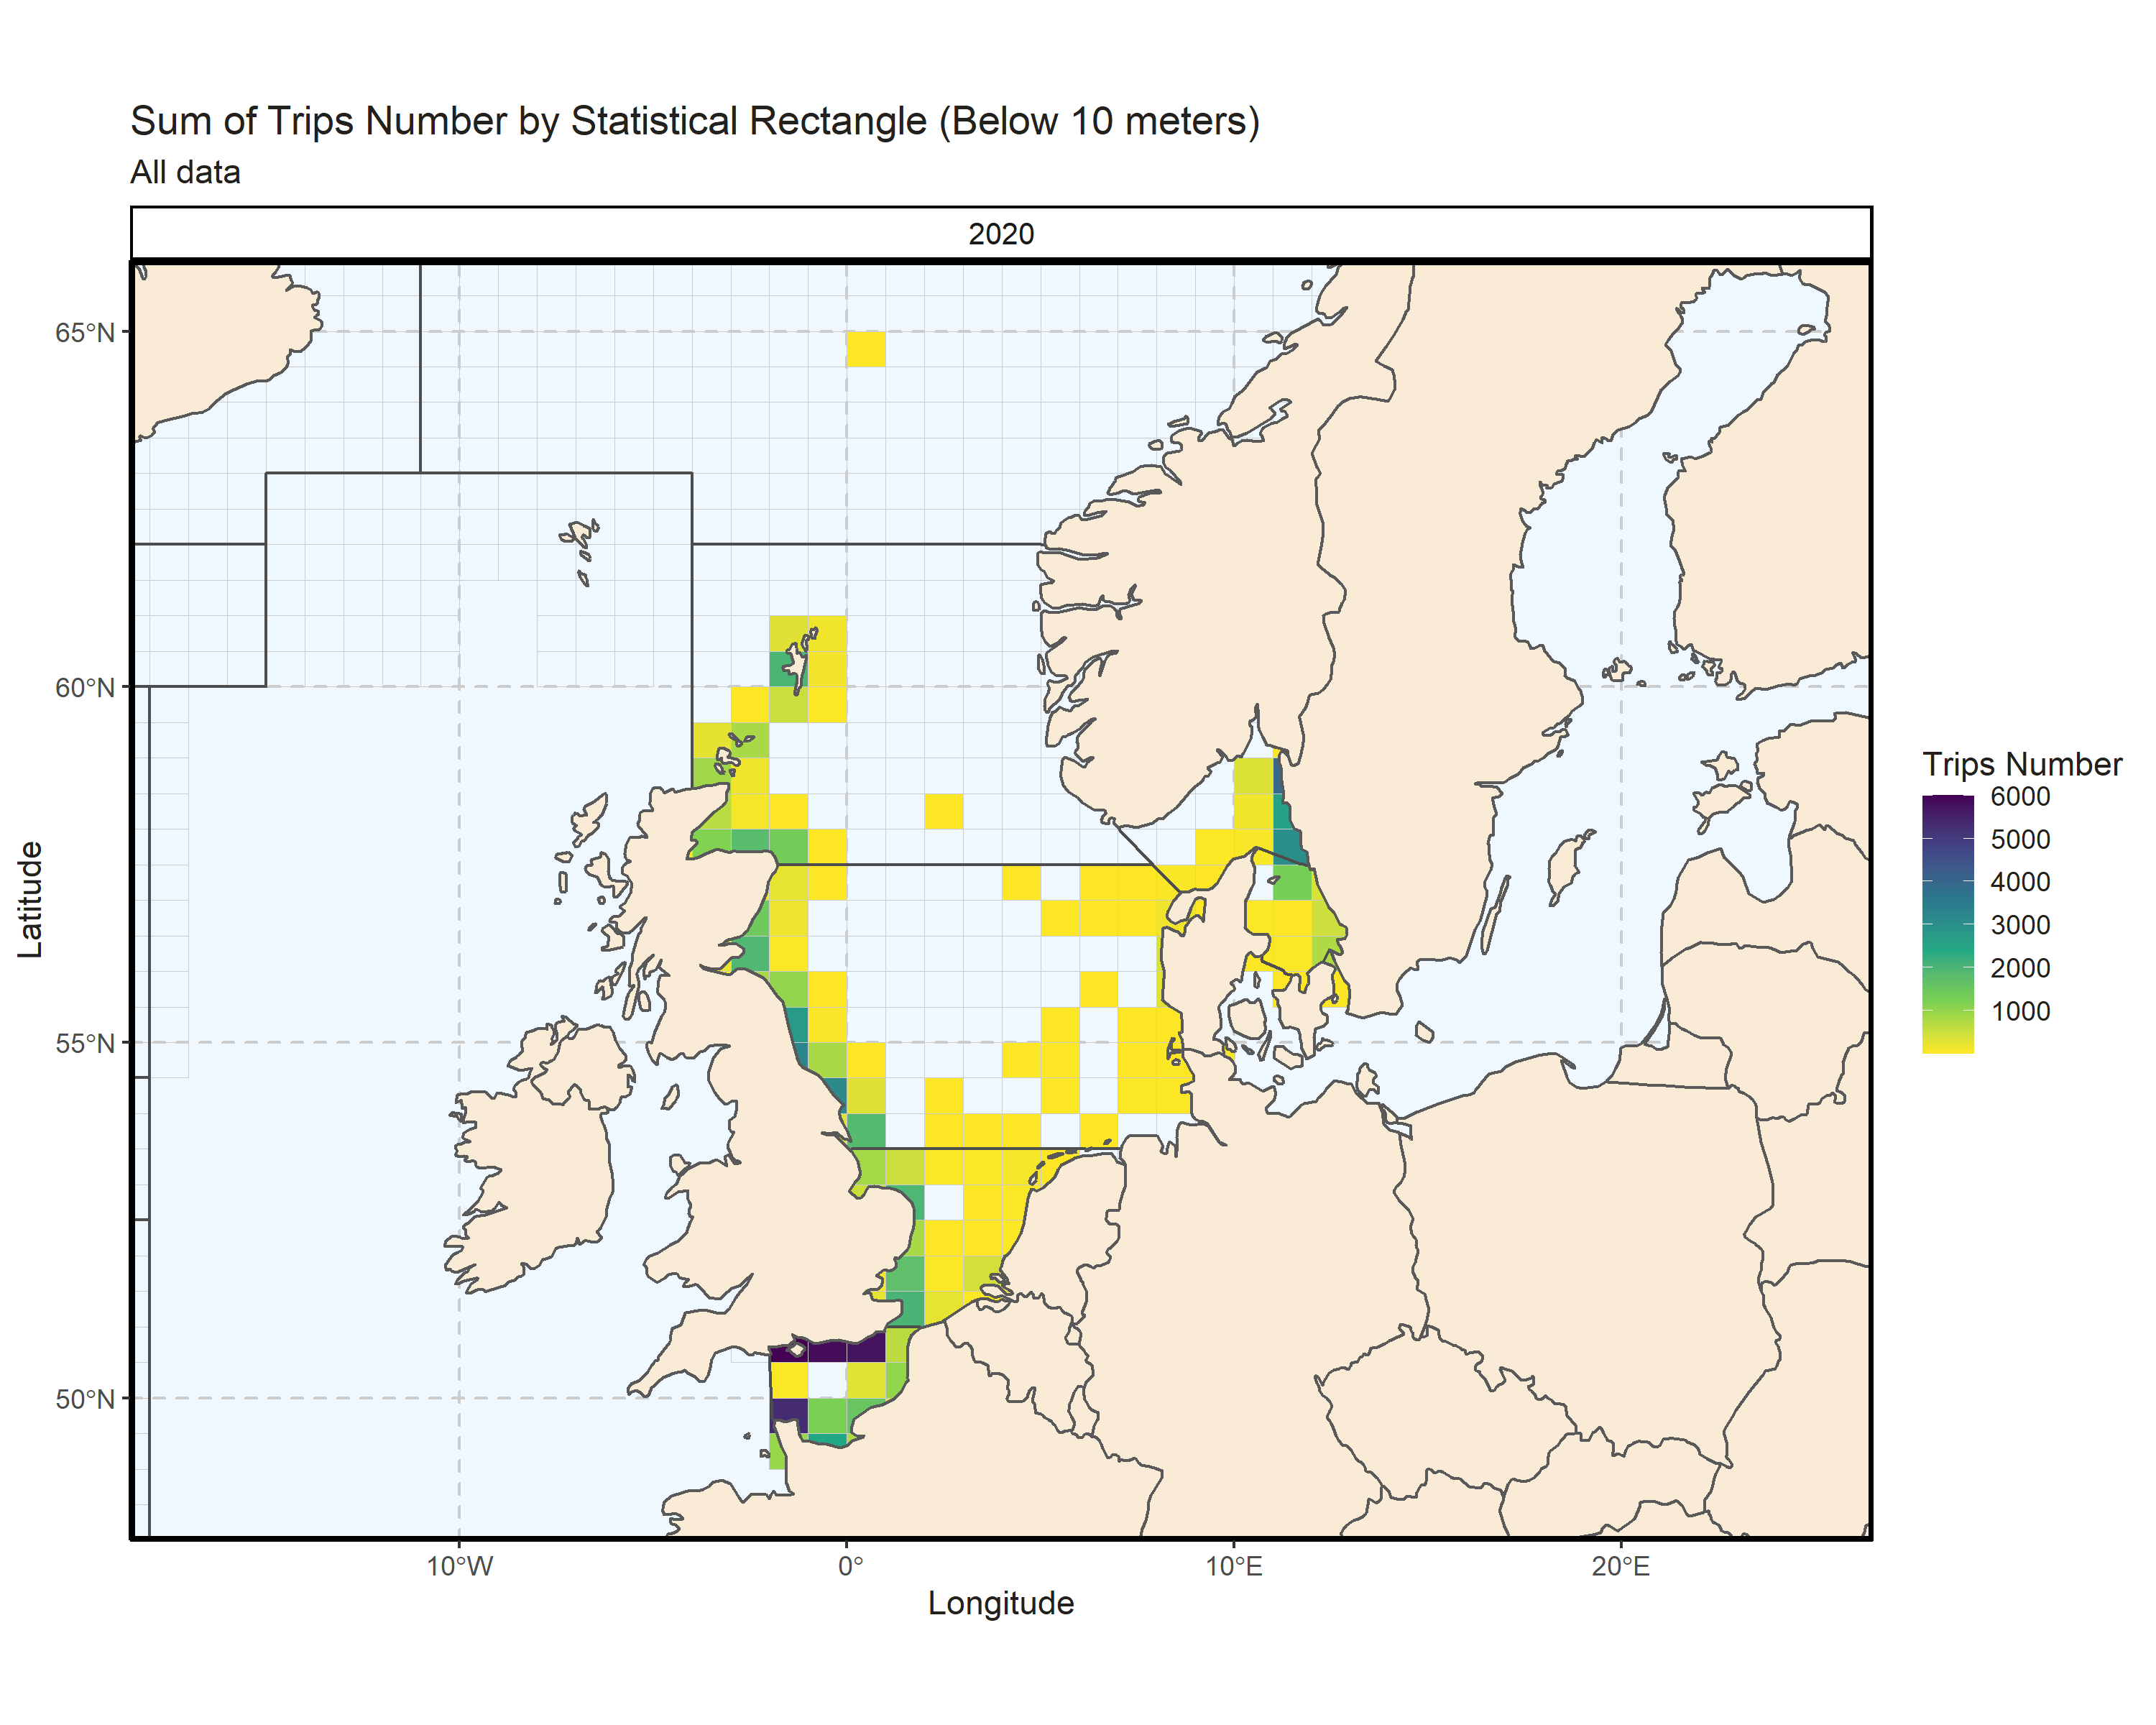 Sum of Trips Number by Statistical Rectangle (Below 10 meters)
All data
2020
65°N
60°N
55°N
50°N
Latitude
10°W
0°
10°E
20°E
Longitude
Trips Number
6000
5000
4000
3000
2000
1000